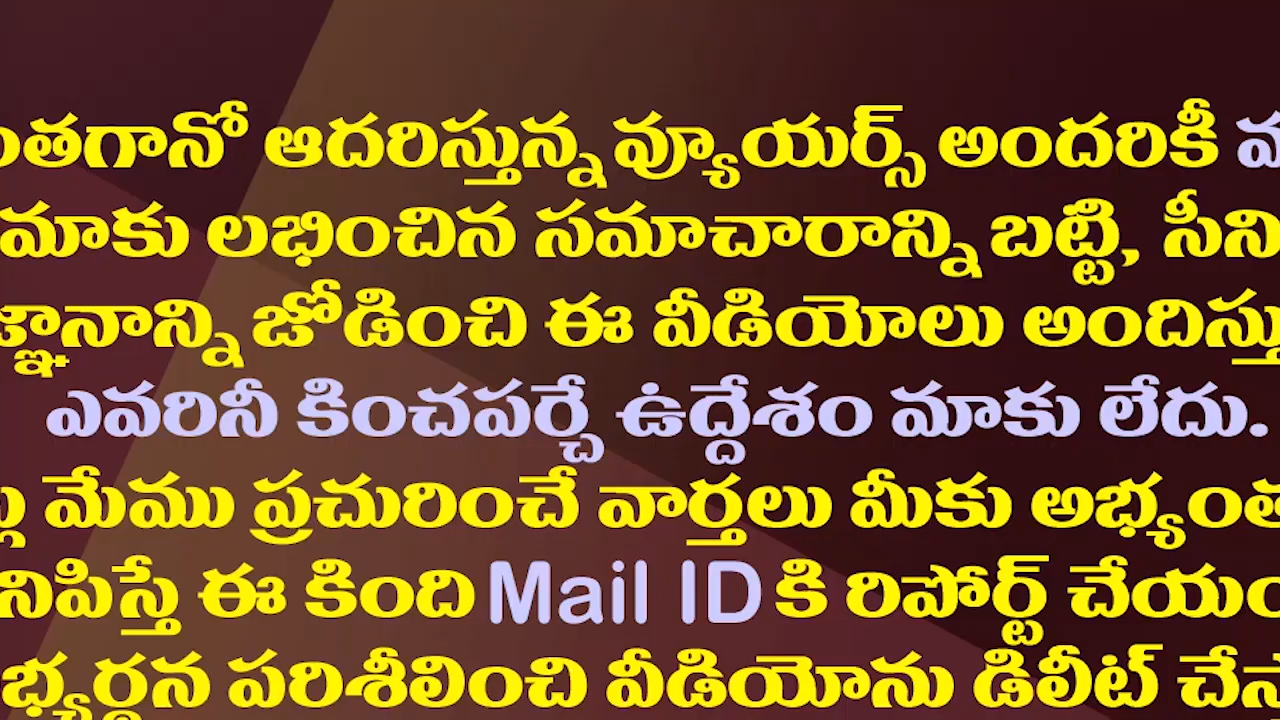 ఆదరిస్తున్న వ్యూయర్స్ అందరికీ
మాకు లభించిన సమాచారాన్ని బట్టి,
జోడించి ఈ వీడియోలు
ఎవరినీ కించపర్చే ఉద్దేశం మాకు లేదు.
మేము ప్రచురించే వార్తలు మీకు
ఈ కింది Mail ID కి రిపోర్ట్
పరిశీలించి వీడియోను డిలీట్